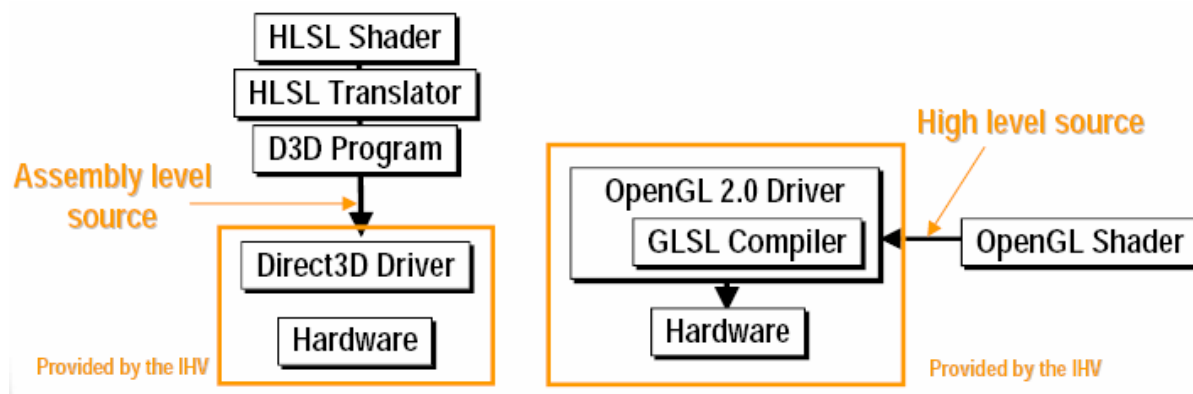 HLSL Shader
HLSL Translator
D3D Program
Assembly level
source
Direct3D Driver
Hardware
Provided by the IHV
High level source
OpenGL 2.0 Driver
GLSL Compiler
OpenGL Shader
Hardware
Provided by the IHV